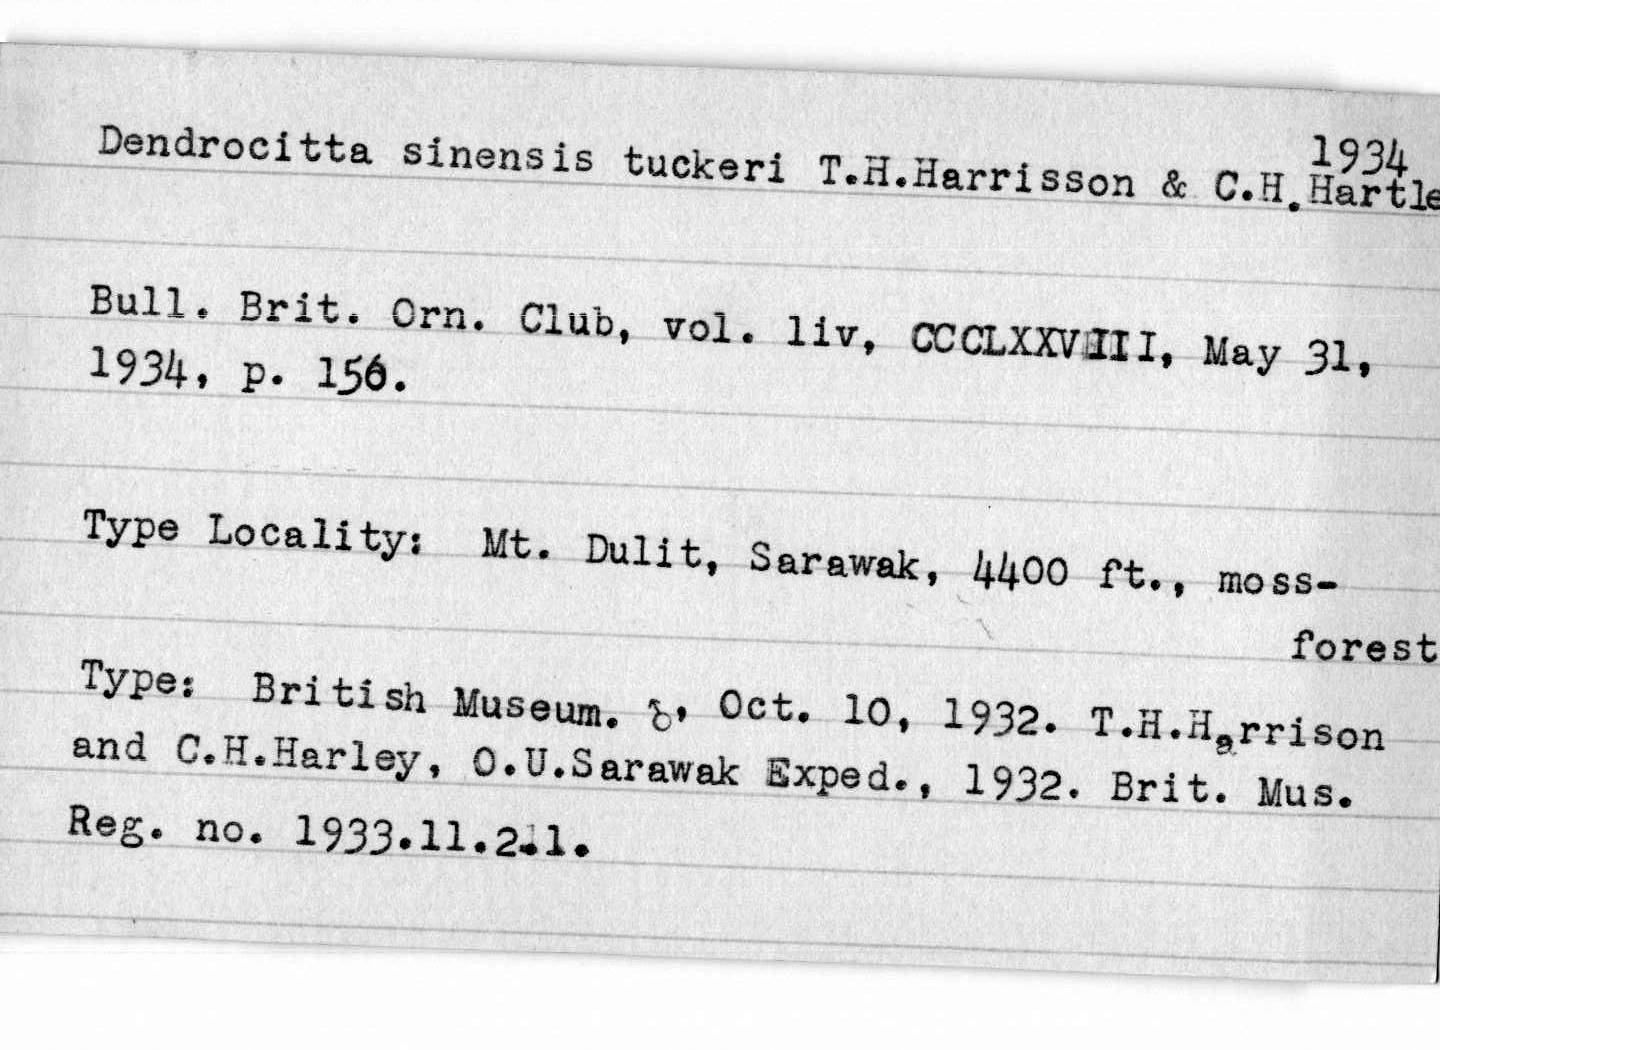 1934
Dendrocitta sinensis tuckeri T.H.Harrisson & C.H.Hartle
Bull. Brit. Orn. Club, vol. liv, CCCLXXVIII, May 31,
1934, p. 156.
Type Locality: Mt. Dulit, Sarawak, 4400 ft., moss-
forest
Type: British Museum. ♂, Oct. 10, 1932. T.H.Harrison
and C.H.Harley, O.U.Sarawak Exped., 1932. Brit. Mus.
Reg. no. 1933.11.2.1.